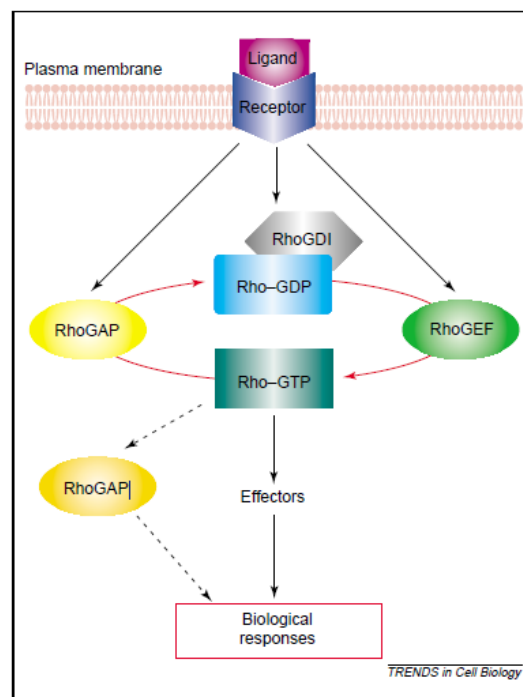 Ligand
Plasma membrane
Receptor
RhoGDI
Rho–GDP
RhoGAP
RhoGEF
Rho–GTP
RhoGAP
Effectors
Biological
responses
TRENDS in Cell Biology